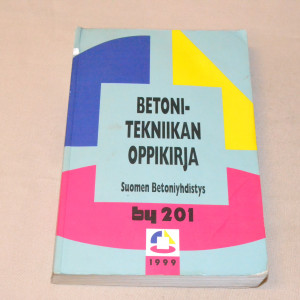 BETONI-
TEKNIIKAN
OPPIKIRJA
Suomen Betoniyhdistys
by 201
1999